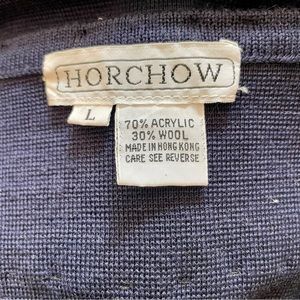 HORCHOW
L
70% ACRYLIC
30% WOOL
MADE IN HONG KONG
CARE SEE REVERSE